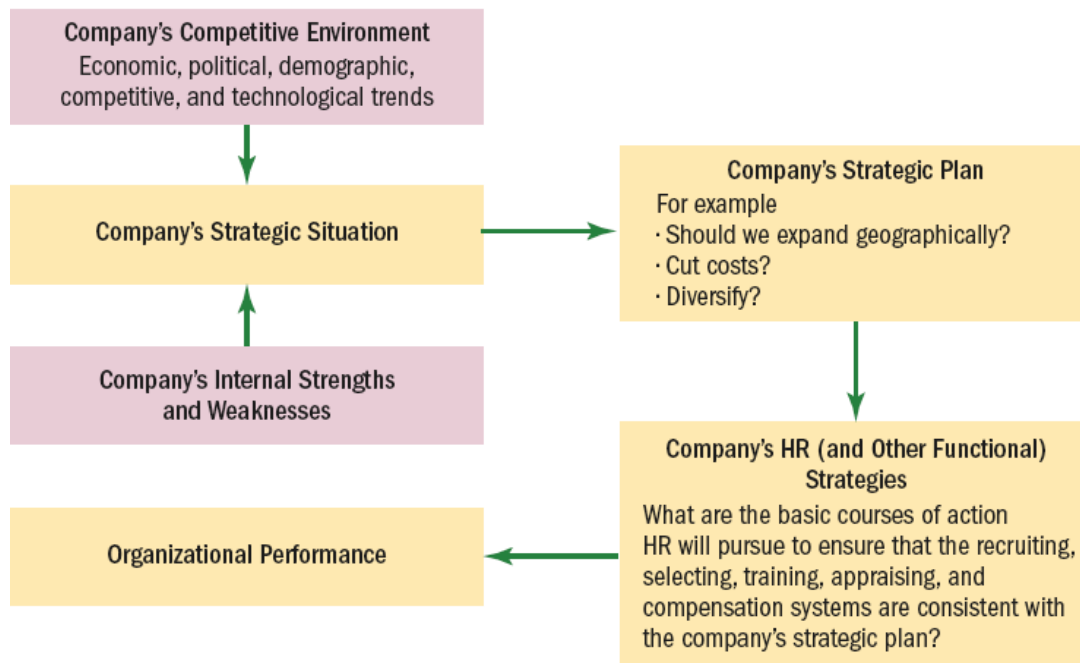 Company’s Competitive Environment
Economic, political, demographic,
competitive, and technological trends
Company’s Strategic Situation
Company’s Internal Strengths
and Weaknesses
Company’s Strategic Plan
For example
· Should we expand geographically?
· Cut costs?
· Diversify?
Company’s HR (and Other Functional)
Strategies
What are the basic courses of action
HR will pursue to ensure that the recruiting,
selecting, training, appraising, and
compensation systems are consistent with
the company’s strategic plan?
Organizational Performance